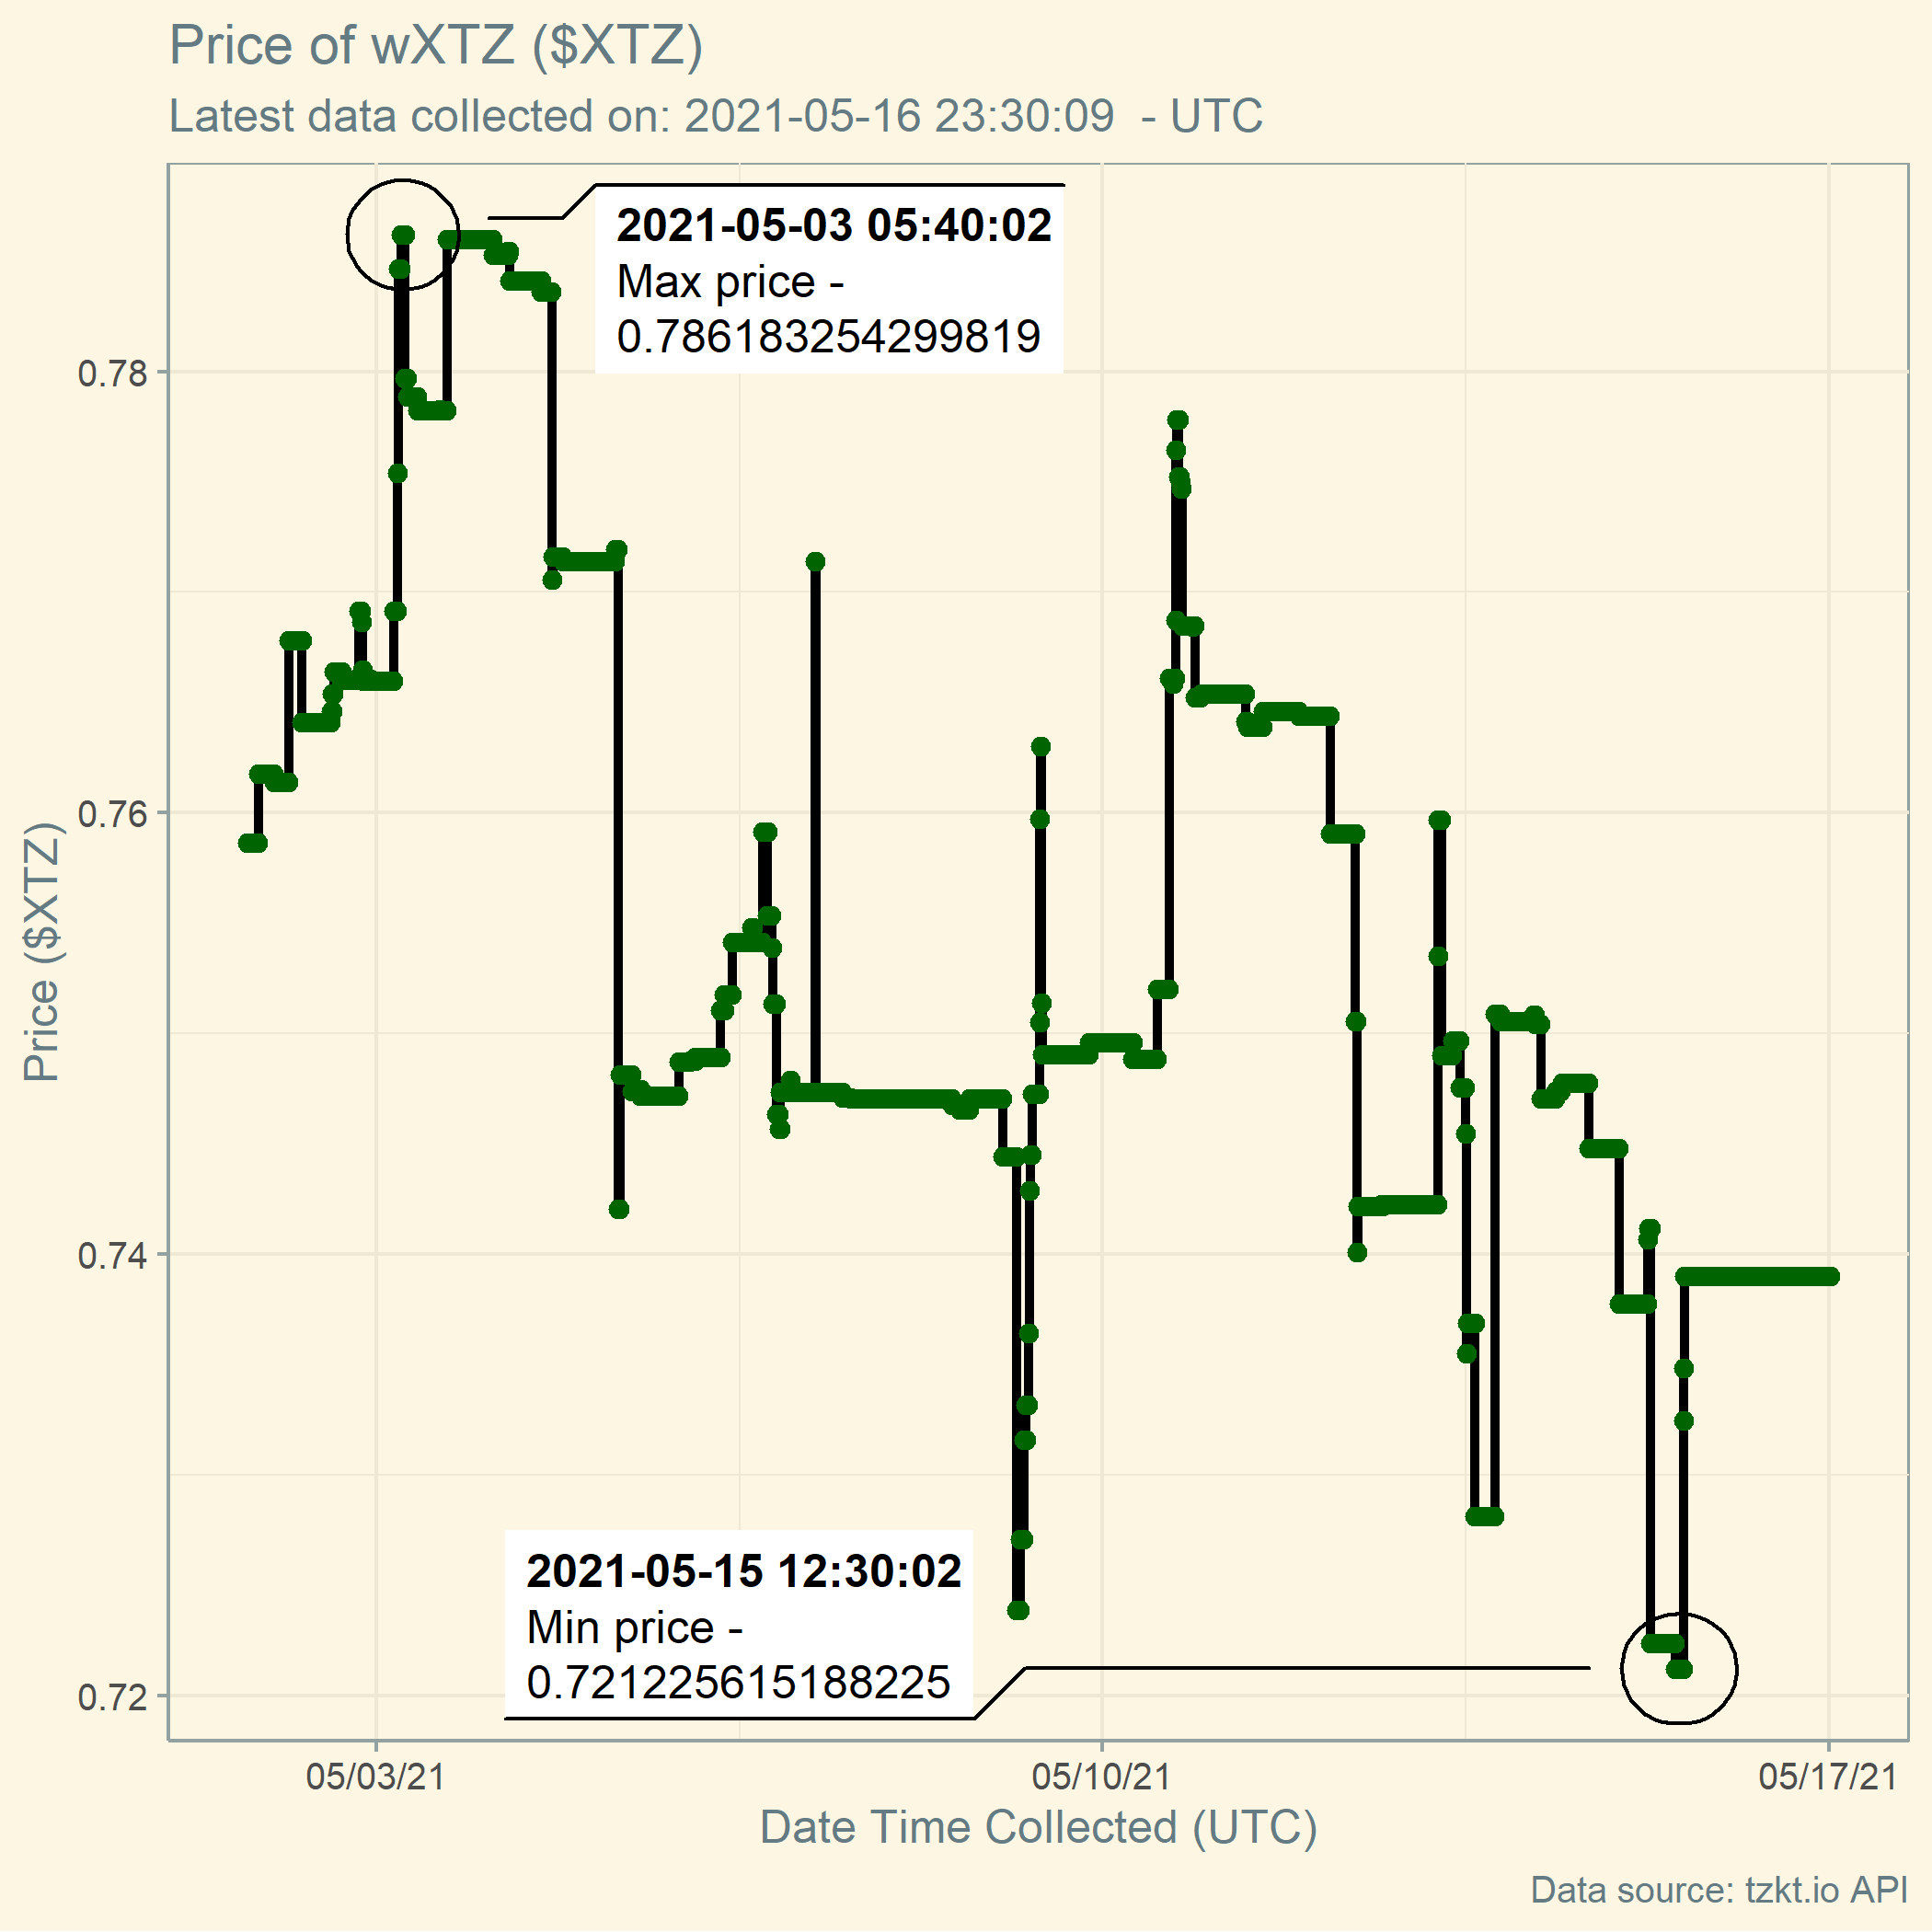 Price of wXTZ ($XTZ)
Latest data collected on: 2021-05-16 23:30:09  - UTC
2021-05-03 05:40:02
Max price -
0.786183254299819
0.78
0.76
0.74
0.72
Price ($XTZ)
2021-05-15 12:30:02
Min price -
0.721225615188225
05/03/21
05/10/21
05/17/21
Date Time Collected (UTC)
Data source: tzkt.io API